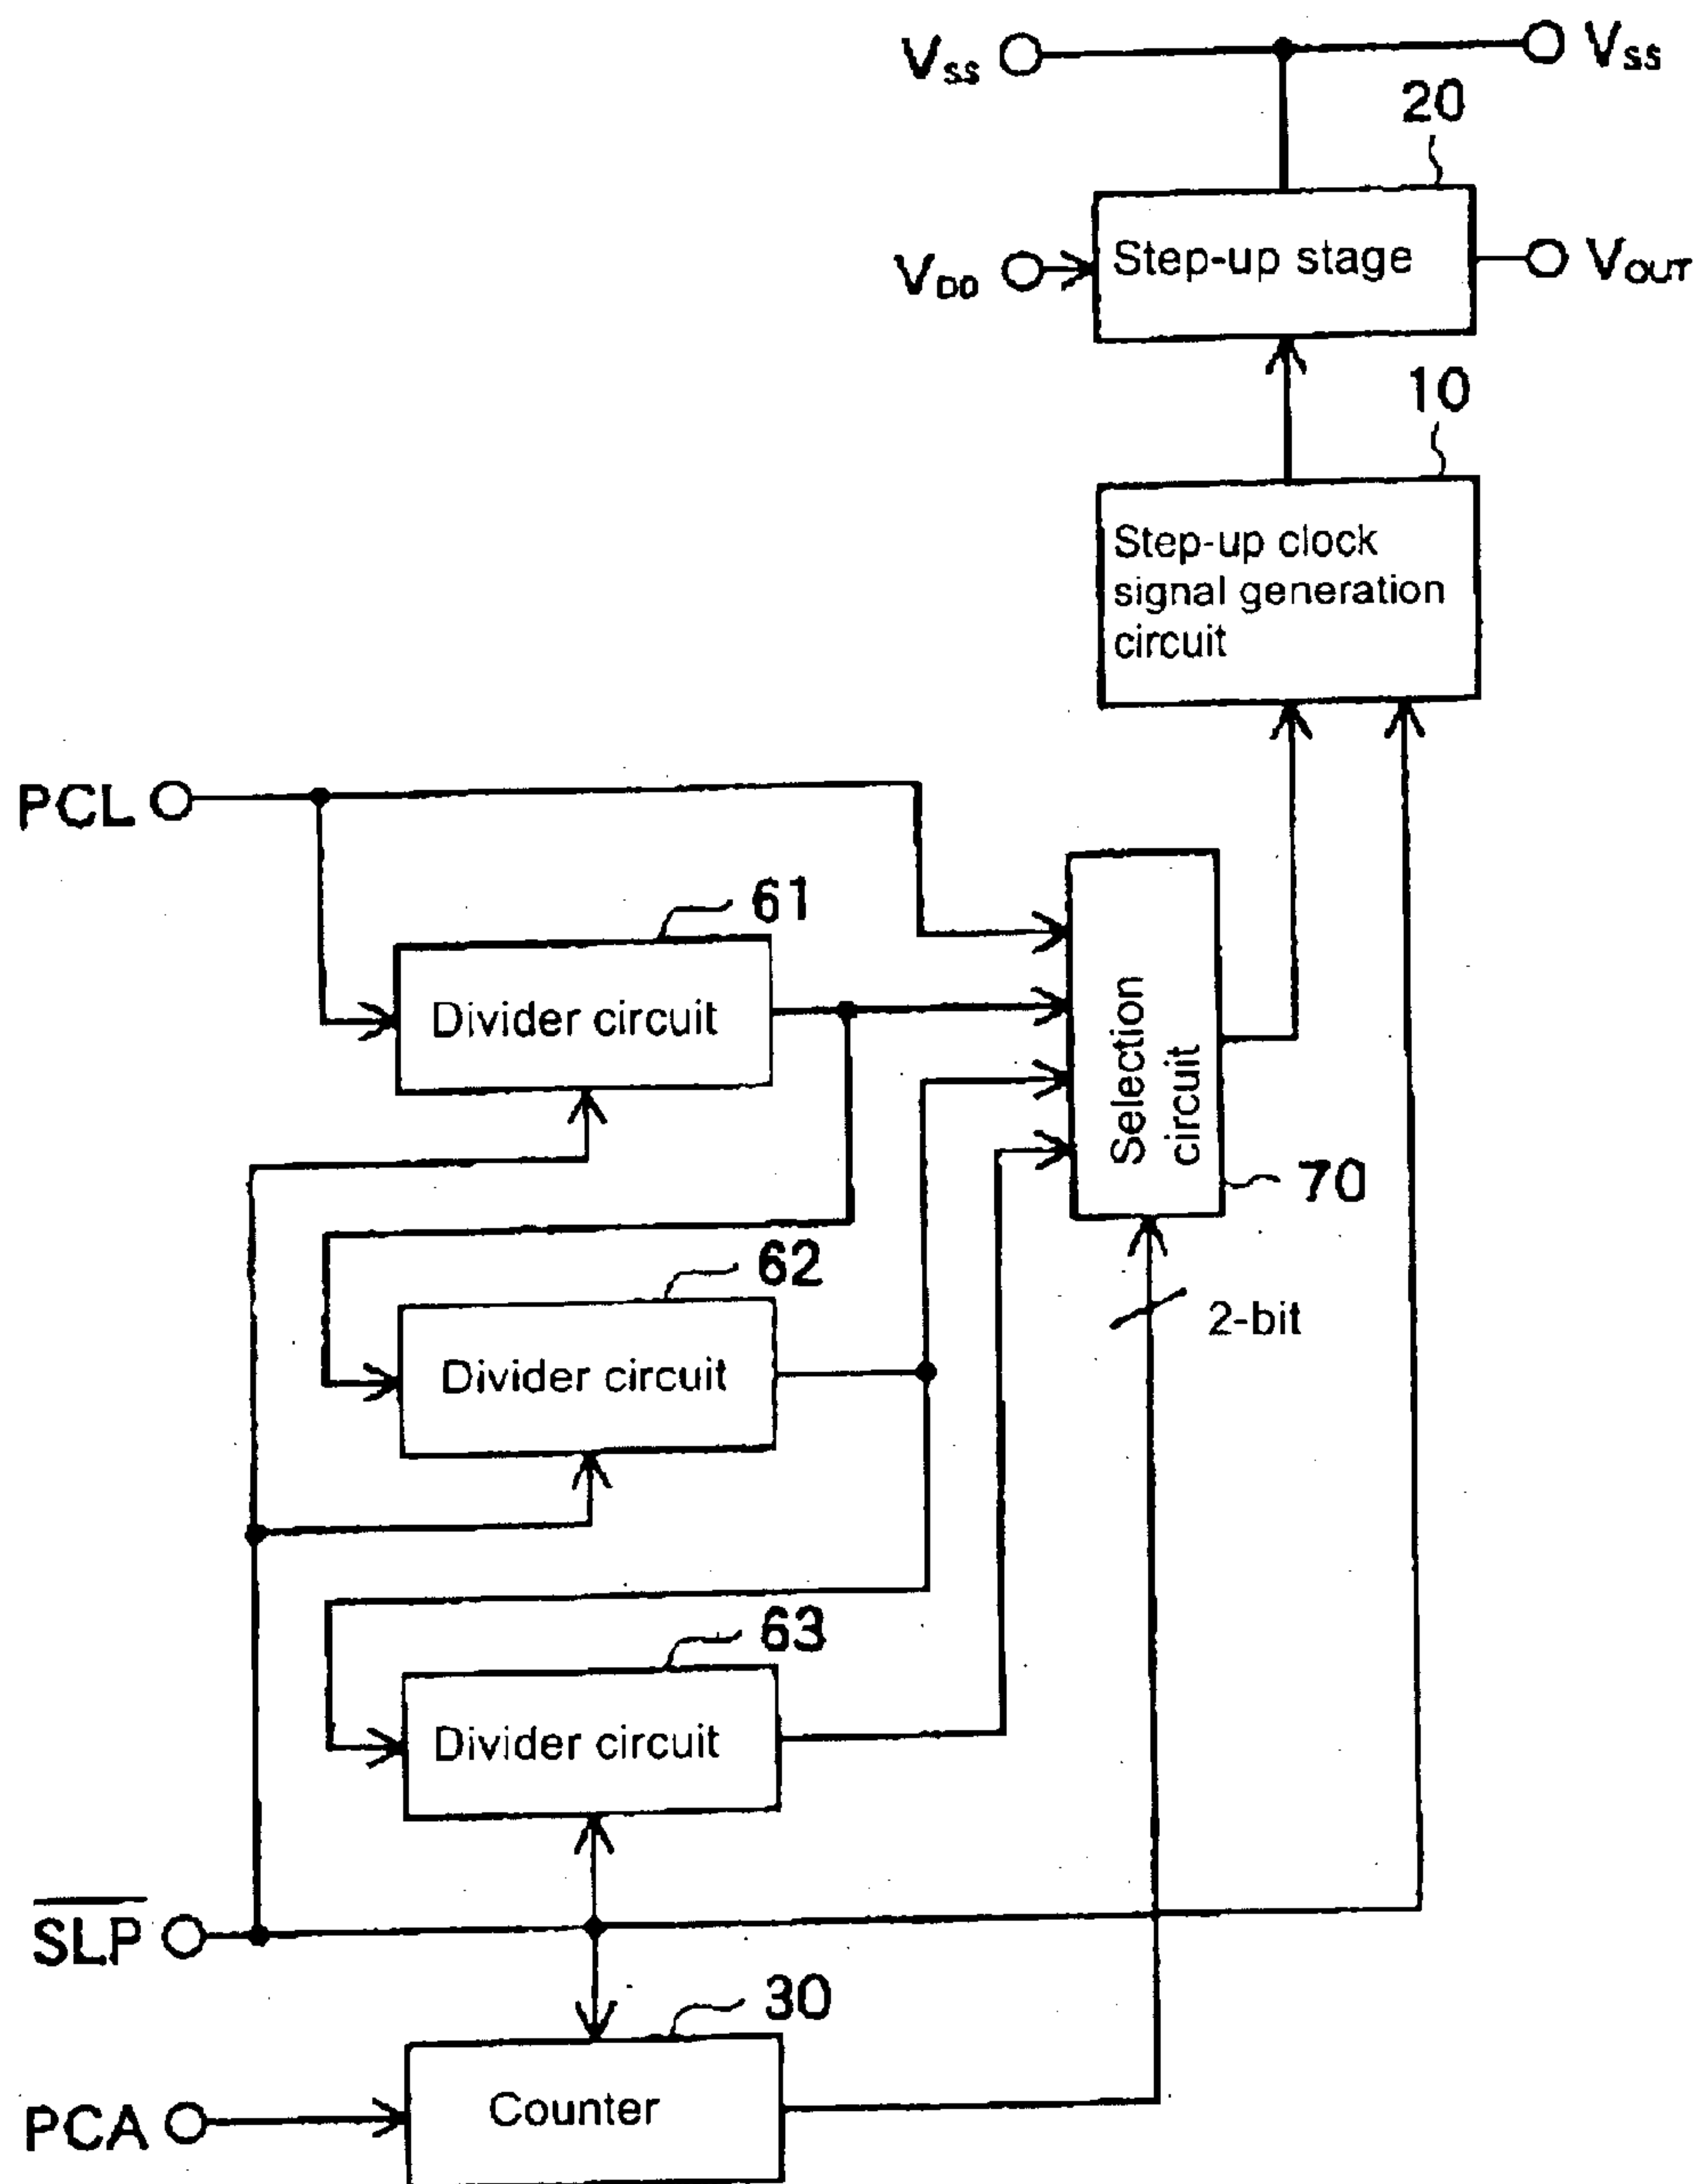 VSS VSS
20
VDD Step-up stage VOUT
10
Step-up clock
signal generation
circuit
PCL
61
Divider circuit
Selection
circuit
70
62
2-bit
Divider circuit
63
Divider circuit
SLP
30
PCA Counter